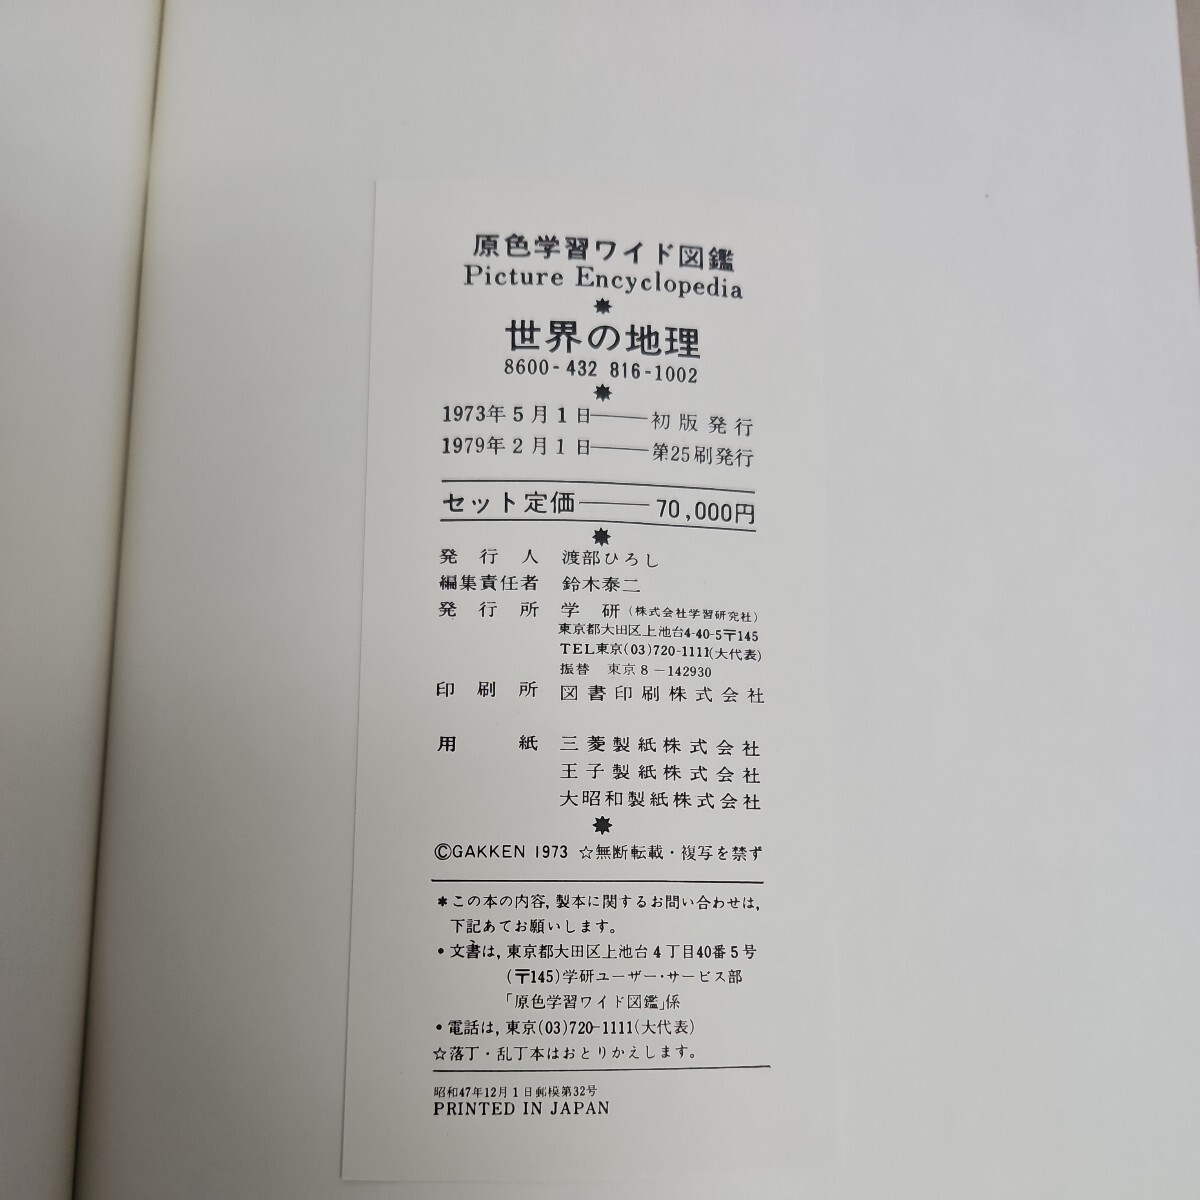 原色学習ワイド図鑑
Picture Encyclopedia
世界の地理
8600-432 816-1002
1973年5月1日——初版発行
1979年2月1日——第25刷発行
セット定価——70,000円
発行人 渡部ひろし
編集責任者 鈴木泰二
発行所 学研(株式会社学習研究社)
東京都大田区上池台4-40-5〒145
TEL東京(03)720-1111(大代表)
振替 東京8-142930
印刷所 図書印刷株式会社
用紙 三菱製紙株式会社
王子製紙株式会社
大昭和製紙株式会社
©GAKKEN 1973 ☆無断転載・複写を禁ず
*この本の内容,製本に関するお問い合わせは,
下記あてお願いします。
•文書は,東京都大田区上池台4丁目40番5号
(〒145)学研ユーザー・サービス部
「原色学習ワイド図鑑」係
•電話は,東京(03)720-1111(大代表)
☆落丁・乱丁本はおとりかえします。
昭和47年12月1日郵模第32号
PRINTED IN JAPAN